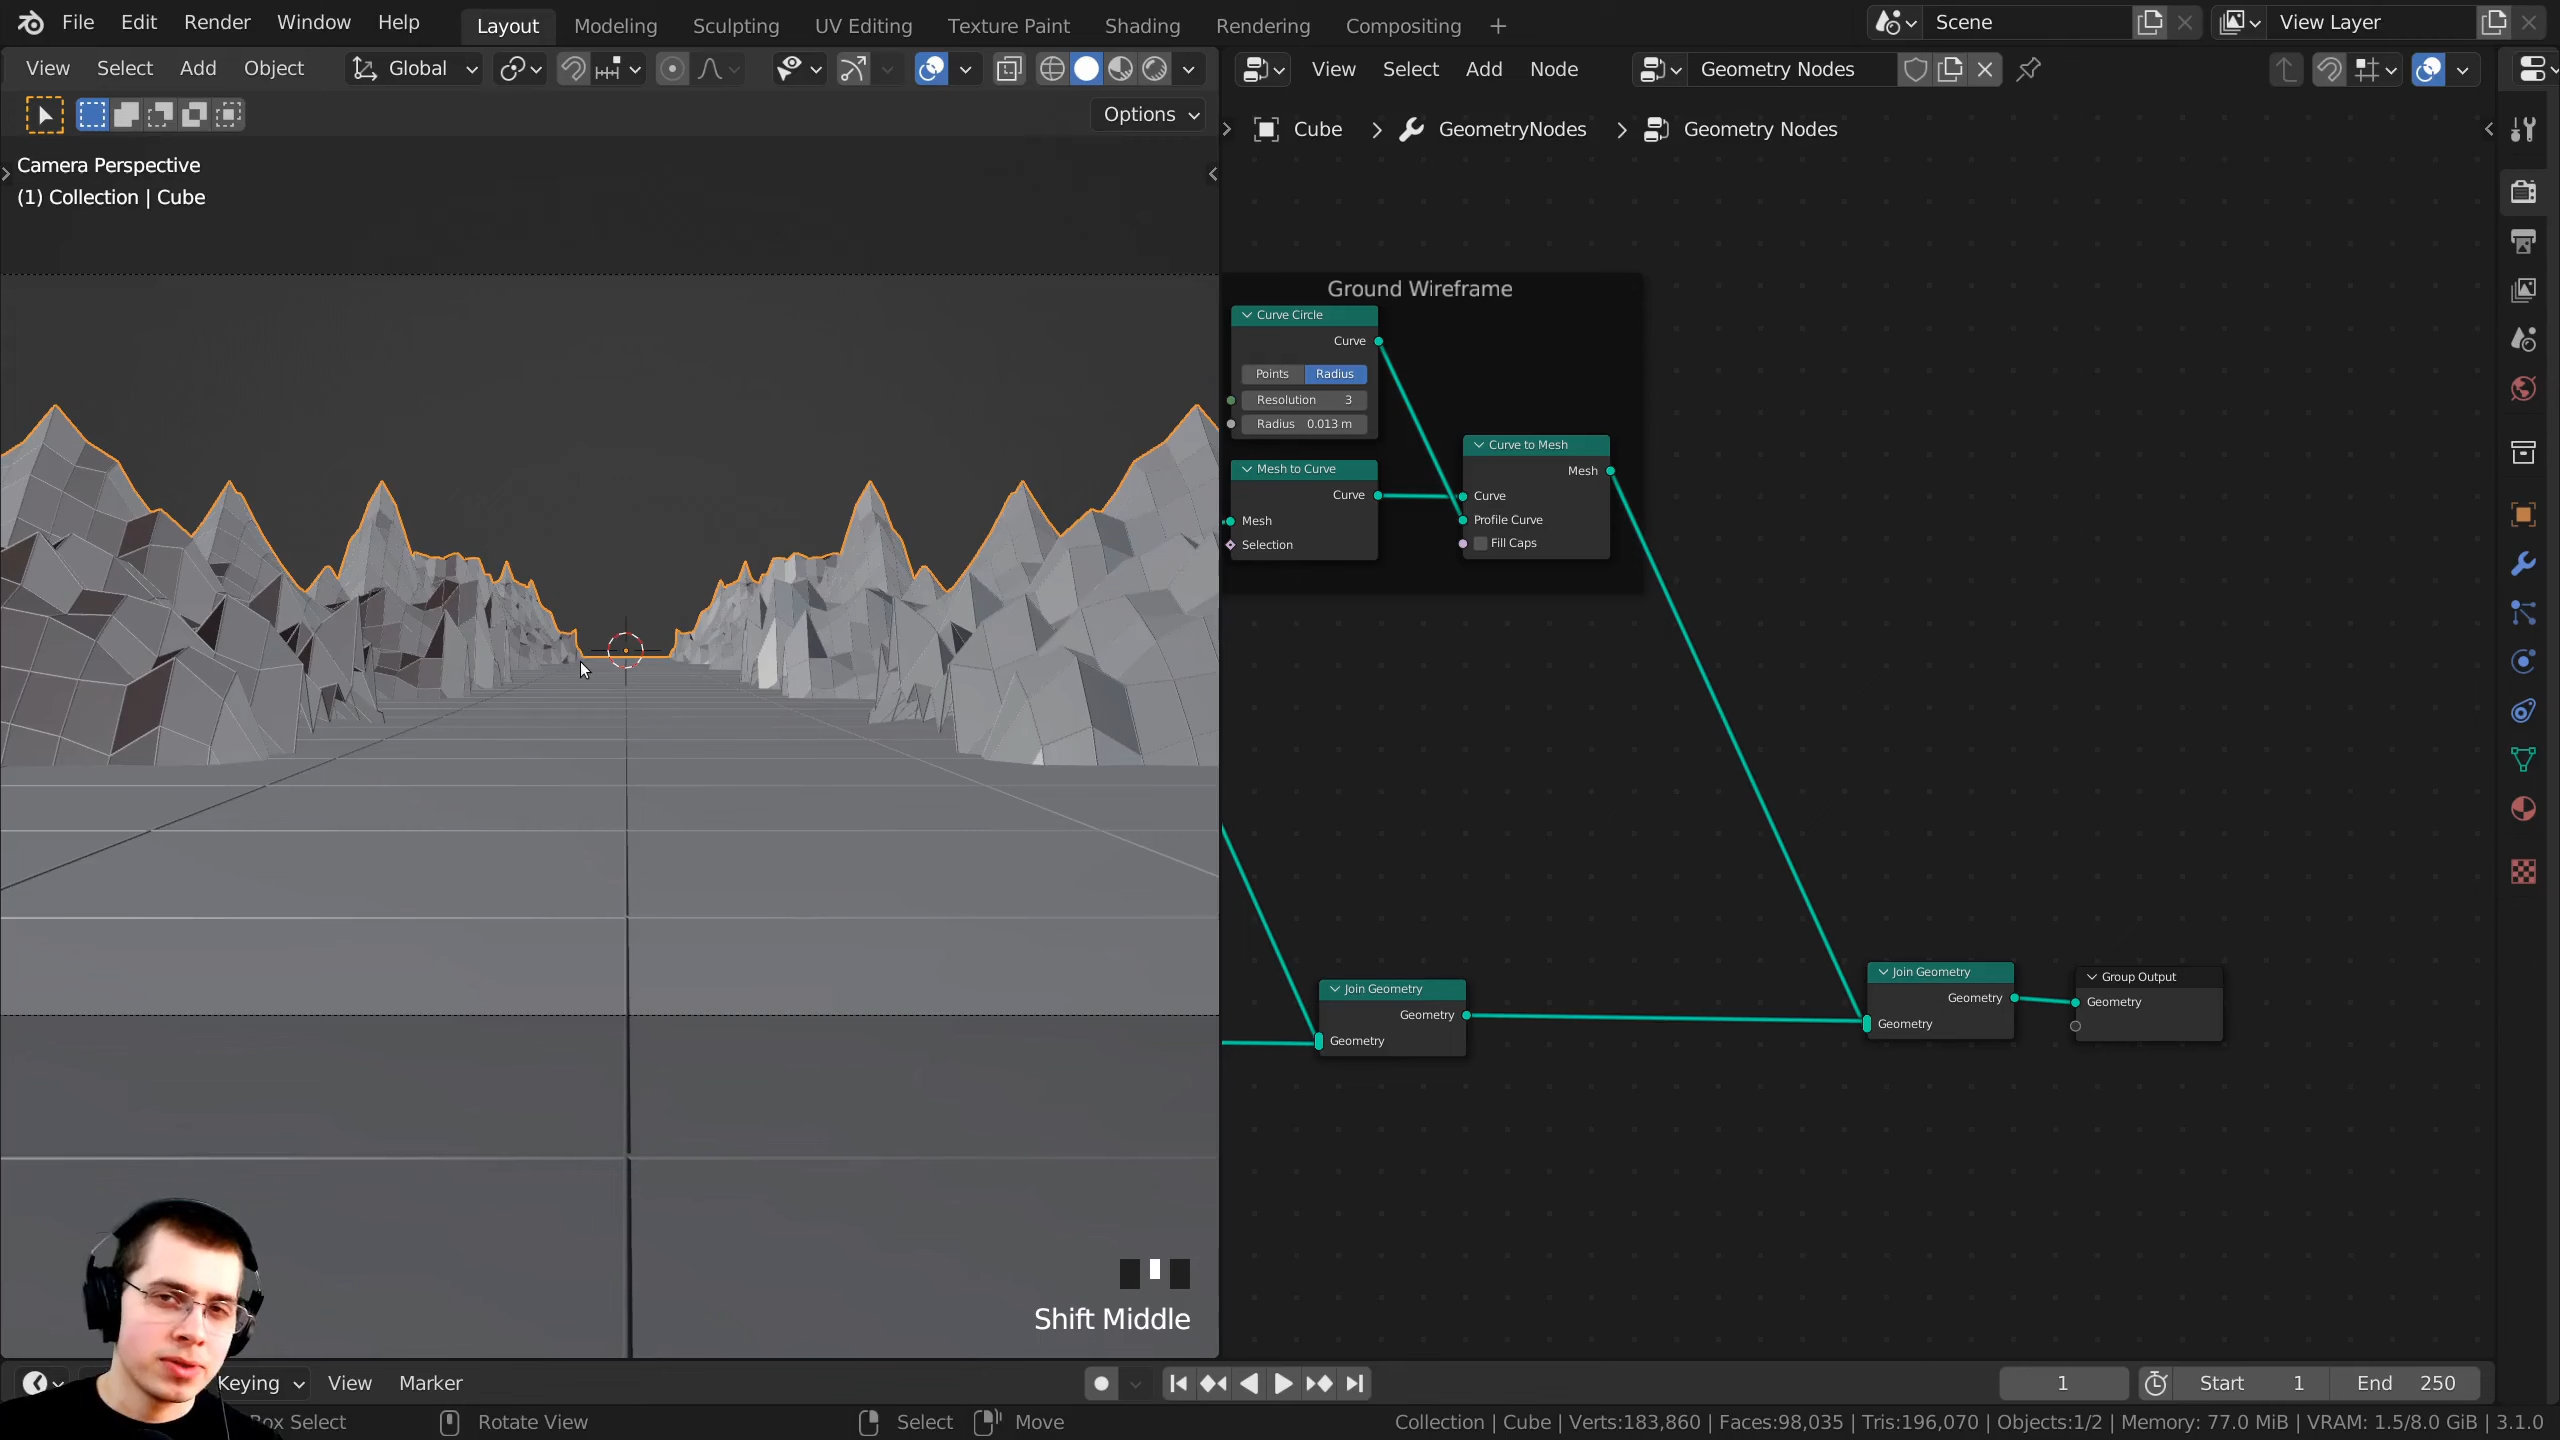 File Edit Render Window Help Layout Modeling Sculpting UV Editing Texture Paint Shading Rendering Compositing + Scene View Layer
View Select Add Object Global View Select Add Node Geometry Nodes
Options
Cube > GeometryNodes > Geometry Nodes
Camera Perspective
(1) Collection | Cube
Ground Wireframe
Curve Circle
Curve
Points Radius
Resolution 3
Radius 0.013 m
Mesh to Curve
Curve
Mesh
Selection
Curve to Mesh
Mesh
Curve
Profile Curve
Fill Caps
Join Geometry
Geometry
Geometry
Join Geometry
Geometry
Geometry
Group Output
Geometry
Shift Middle
Keying View Marker 1 Start 1 End 250
Box Select Rotate View Select Move Collection | Cube | Verts:183,860 | Faces:98,035 | Tris:196,070 | Objects:1/2 | Memory: 77.0 MiB | VRAM: 1.5/8.0 GiB | 3.1.0